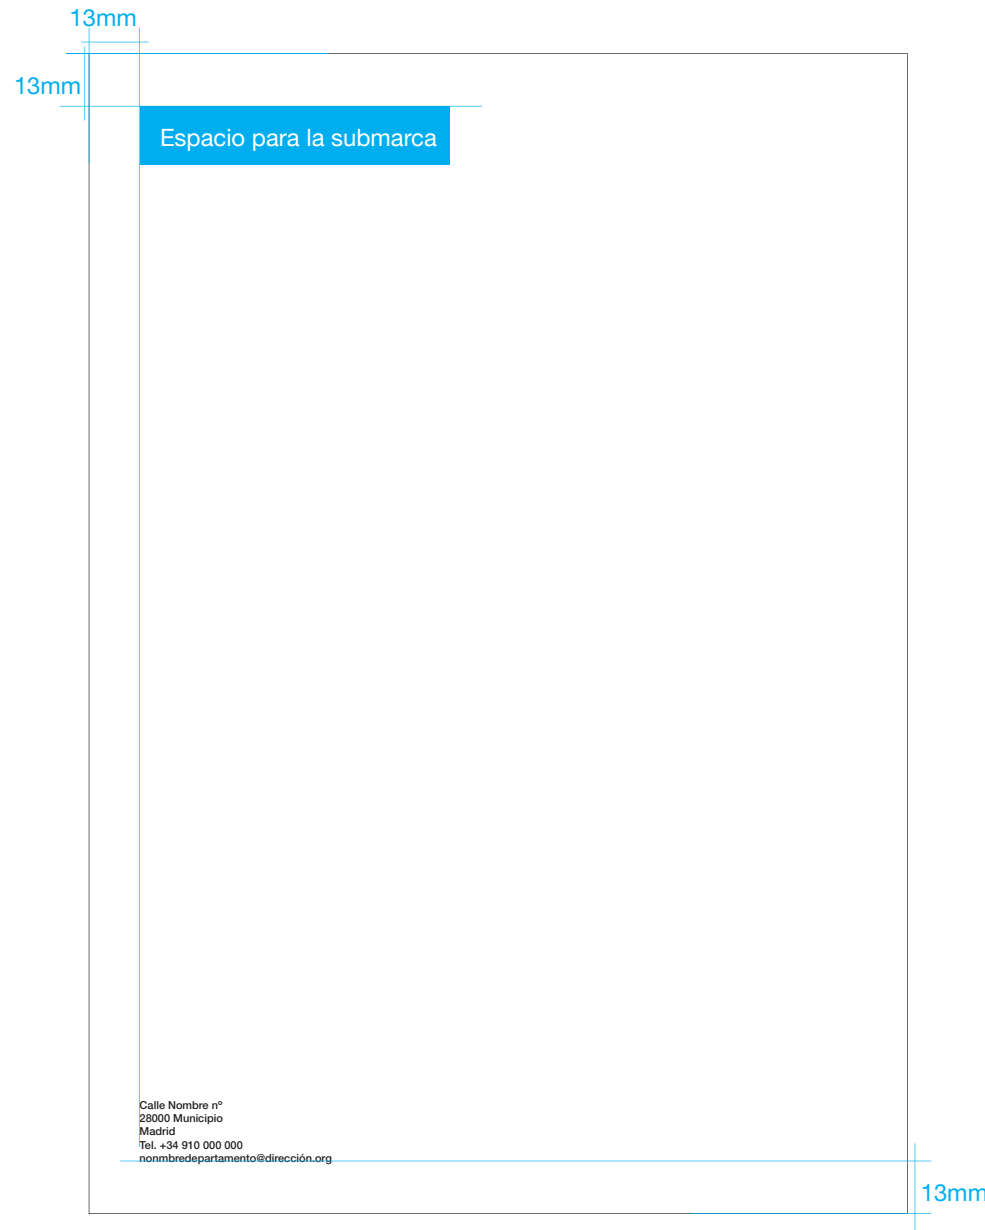 13mm
13mm
Espacio para la submarca
Calle Nombre nº
28000 Municipio
Madrid
Tel. +34 910 000 000
nonmbredepartamento@dirección.org
13mm